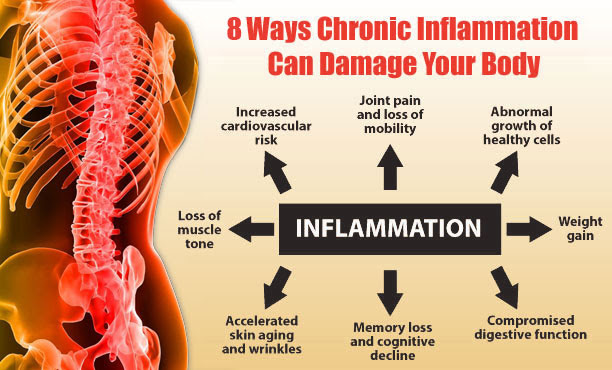 8 Ways Chronic Inflammation
Can Damage Your Body
Increased
cardiovascular
risk
Joint pain
and loss of
mobility
Abnormal
growth of
healthy cells
Loss of
muscle
tone
INFLAMMATION
Weight
gain
Accelerated
skin aging
and wrinkles
Memory loss
and cognitive
decline
Compromised
digestive function